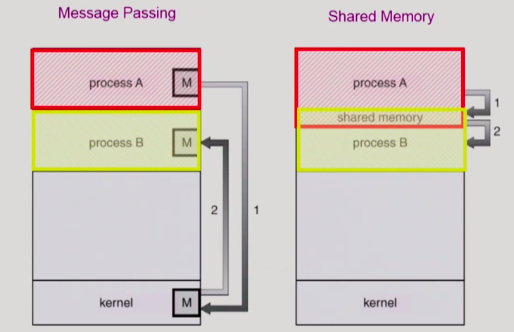 Message Passing
Shared Memory
process A
M
process B
M
2
1
kernel
M
process A
1
shared memory
2
process B
kernel